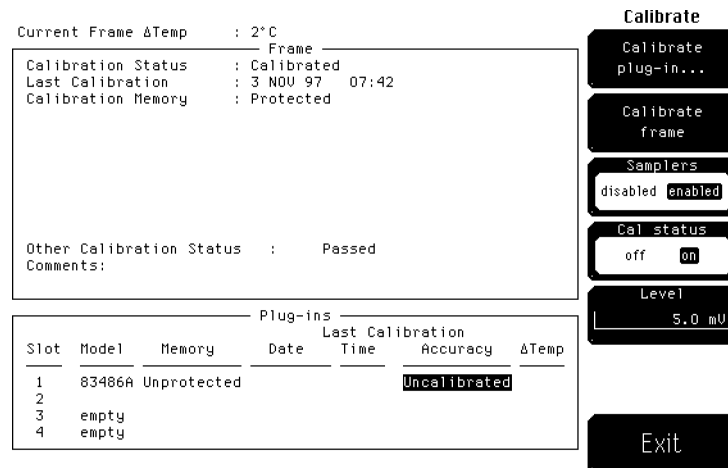 Calibrate
Current Frame ΔTemp : 2°C
Frame
Calibration Status : Calibrated
Last Calibration : 3 NOV 97 07:42
Calibration Memory : Protected
Other Calibration Status : Passed
Comments:
Plug-ins
Last Calibration
Slot Model Memory Date Time Accuracy ΔTemp
1 83486A Unprotected Uncalibrated
2
3 empty
4 empty
Calibrate
plug-in...
Calibrate
frame
Samplers
disabled enabled
Cal status
off on
Level
5.0 mV
Exit